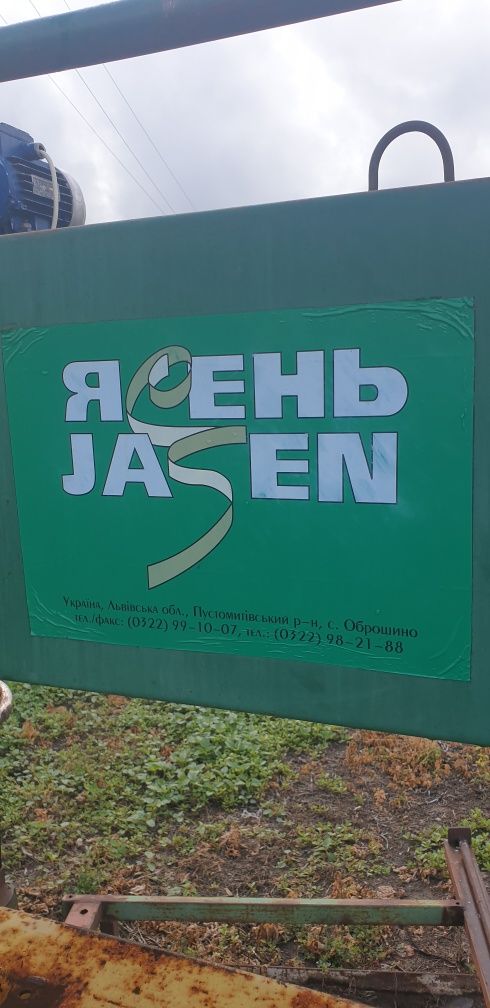 ЯСЕНЬ
JASEN
Україна, Львівська обл., Пустомитівський р-н, с. Оброшино
тел./факс: (0322) 99-10-07, тел.: (0322) 98-21-88